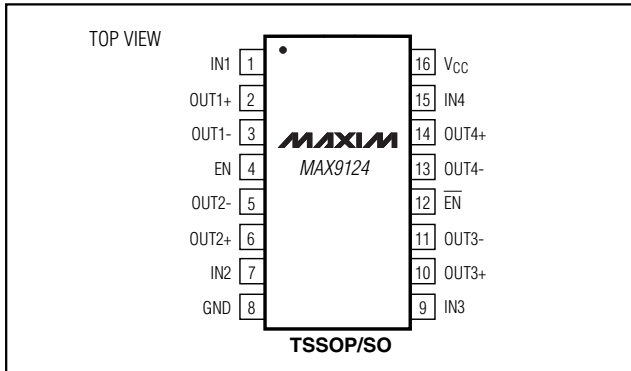 TOP VIEW
IN1 1 16 VCC
OUT1+ 2 15 IN4
OUT1- 3 14 OUT4+
MAXIM
EN 4 MAX9124 13 OUT4-
OUT2- 5 12 E̅N̅
OUT2+ 6 11 OUT3-
IN2 7 10 OUT3+
GND 8 9 IN3
TSSOP/SO